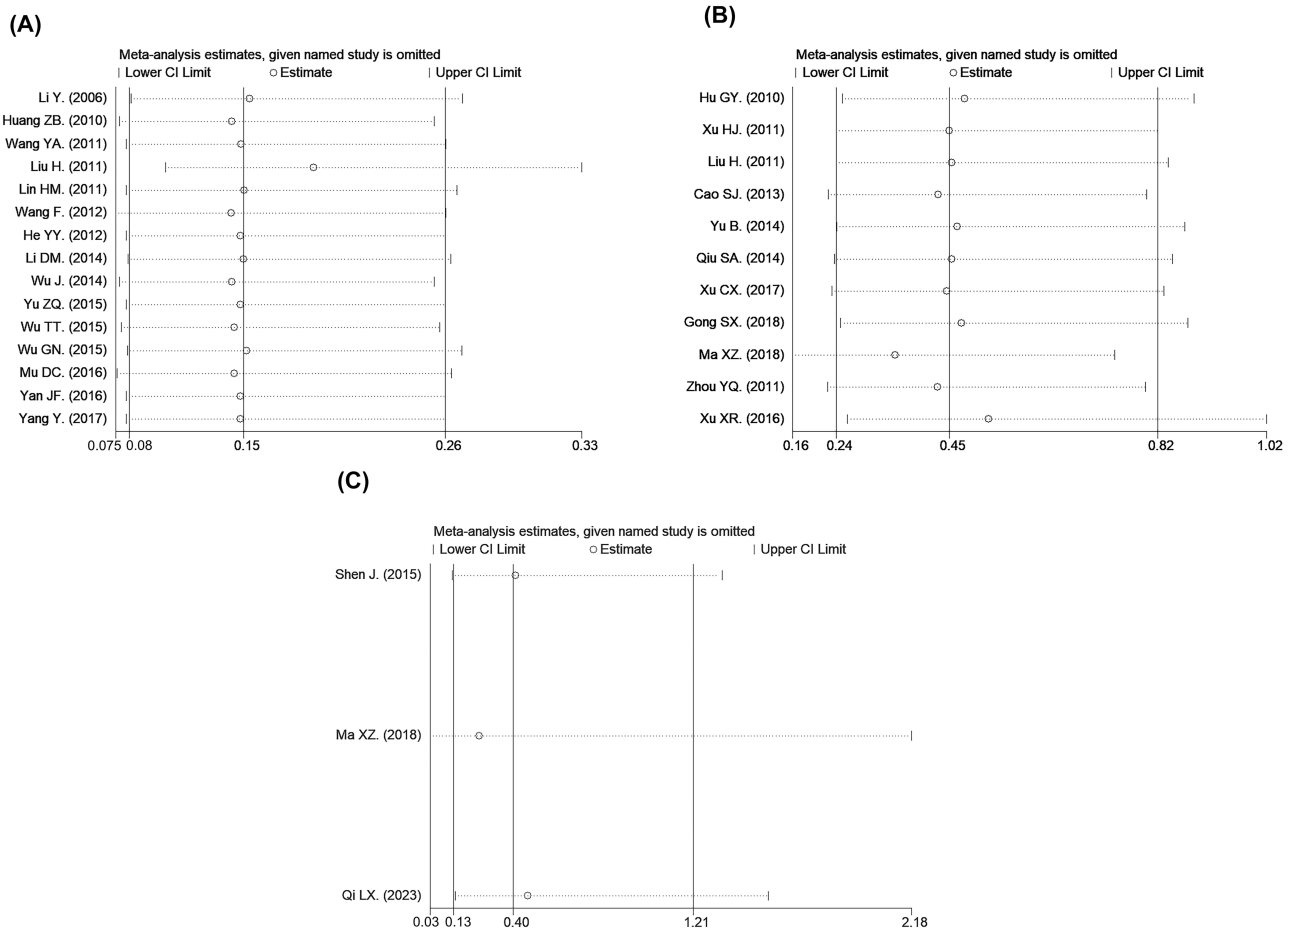 (A)
Meta-analysis estimates, given named study is omitted
| Lower CI Limit ○ Estimate | Upper CI Limit
Li Y. (2006)
Huang ZB. (2010)
Wang YA. (2011)
Liu H. (2011)
Lin HM. (2011)
Wang F. (2012)
He YY. (2012)
Li DM. (2014)
Wu J. (2014)
Yu ZQ. (2015)
Wu TT. (2015)
Wu GN. (2015)
Mu DC. (2016)
Yan JF. (2016)
Yang Y. (2017)
0.075 0.08 0.15 0.26 0.33
(B)
Meta-analysis estimates, given named study is omitted
| Lower CI Limit ○ Estimate | Upper CI Limit
Hu GY. (2010)
Xu HJ. (2011)
Liu H. (2011)
Cao SJ. (2013)
Yu B. (2014)
Qiu SA. (2014)
Xu CX. (2017)
Gong SX. (2018)
Ma XZ. (2018)
Zhou YQ. (2011)
Xu XR. (2016)
0.16 0.24 0.45 0.82 1.02
(C)
Meta-analysis estimates, given named study is omitted
| Lower CI Limit ○ Estimate | Upper CI Limit
Shen J. (2015)
Ma XZ. (2018)
Qi LX. (2023)
0.03 0.13 0.40 1.21 2.18